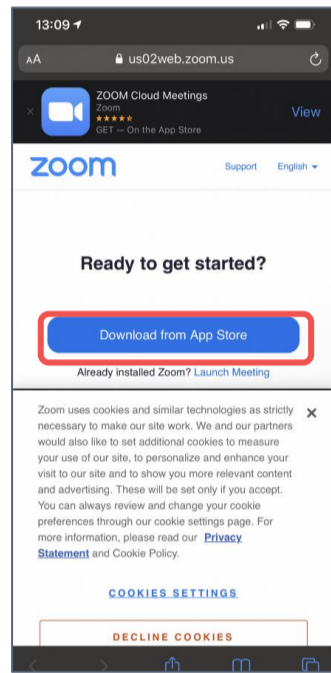 13:09
AA us02web.zoom.us
ZOOM Cloud Meetings
Zoom
GET — On the App Store
View
zoom Support English
Ready to get started?
Download from App Store
Already installed Zoom? Launch Meeting
Zoom uses cookies and similar technologies as strictly
necessary to make our site work. We and our partners
would also like to set additional cookies to measure
your use of our site, to personalize and enhance your
visit to our site and to show you more relevant content
and advertising. These will be set only if you accept.
You can always review and change your cookie
preferences through our cookie settings page. For
more information, please read our Privacy
Statement and Cookie Policy.
COOKIES SETTINGS
DECLINE COOKIES